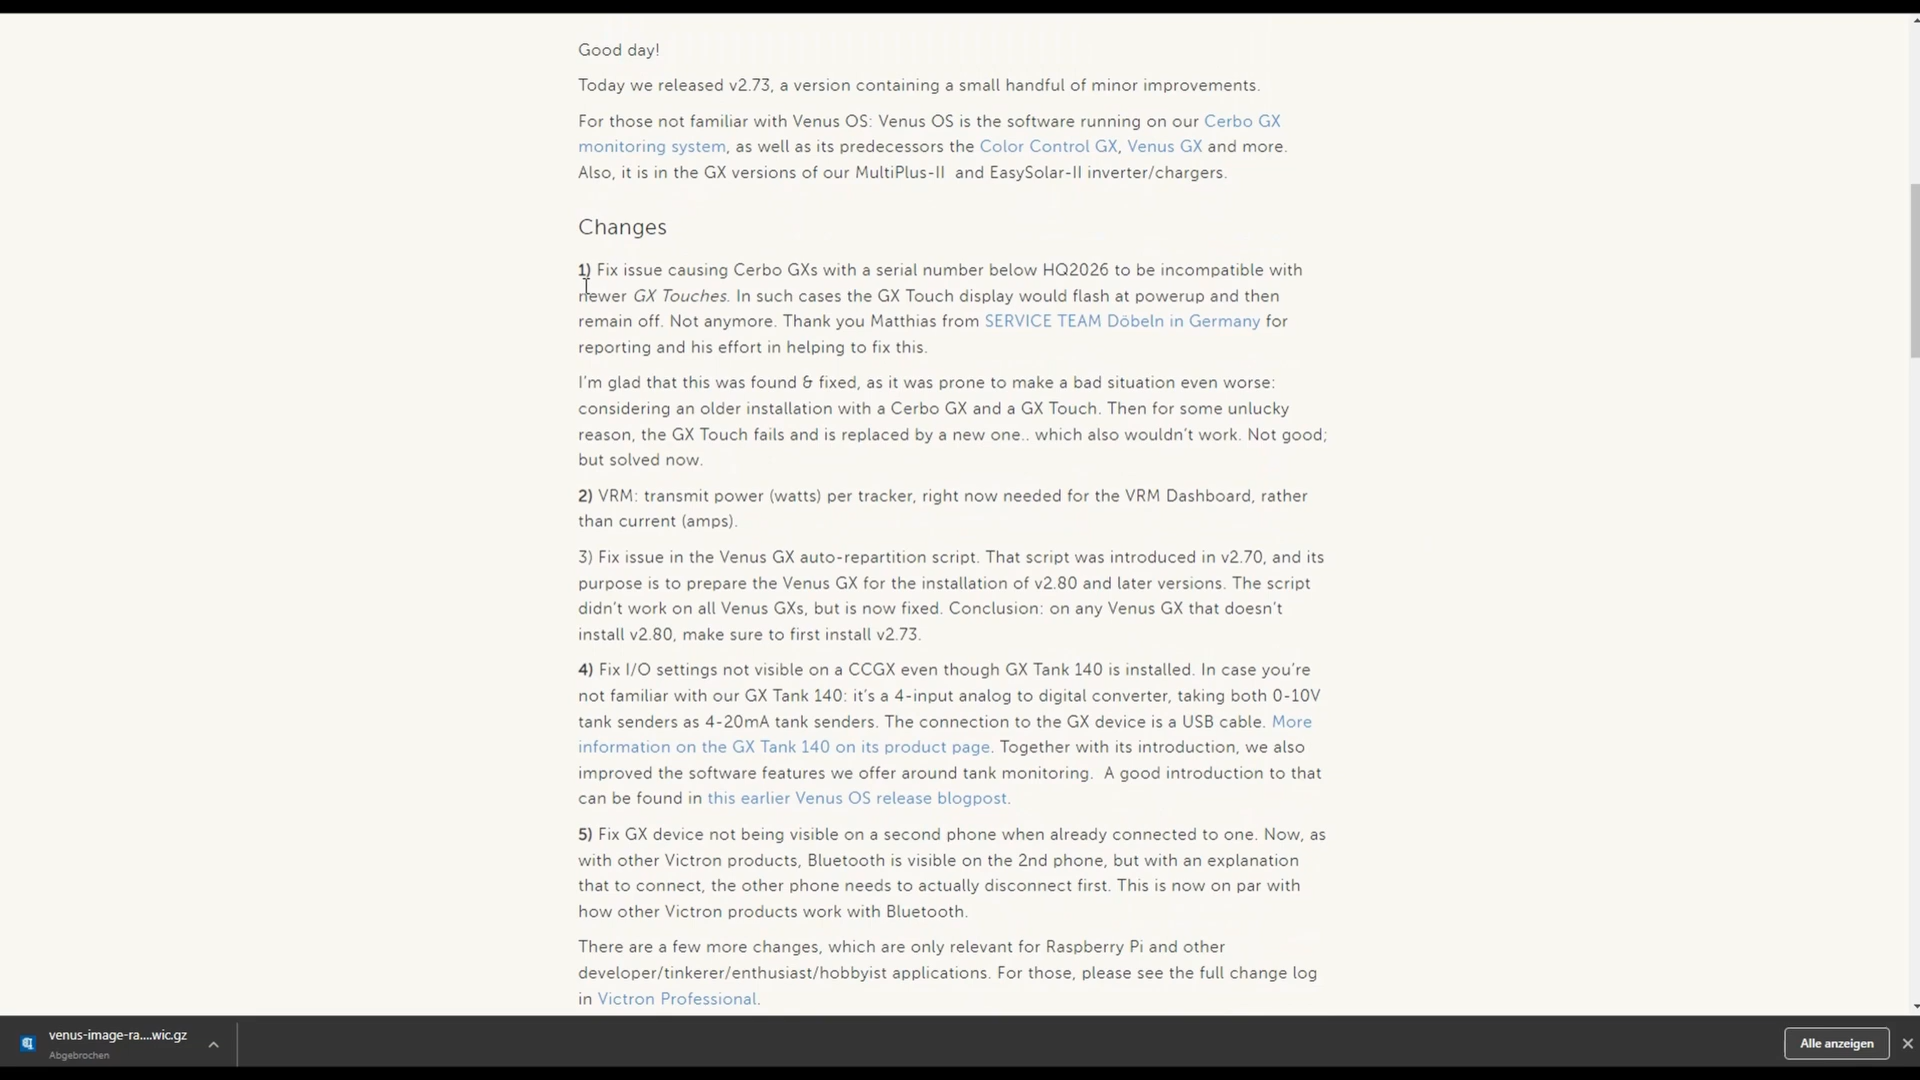 Good day!
Today we released v2.73, a version containing a small handful of minor improvements.
For those not familiar with Venus OS: Venus OS is the software running on our Cerbo GX
monitoring system, as well as its predecessors the Color Control GX, Venus GX and more.
Also, it is in the GX versions of our MultiPlus-II  and EasySolar-II inverter/chargers.
Changes
1) Fix issue causing Cerbo GXs with a serial number below HQ2026 to be incompatible with
newer GX Touches. In such cases the GX Touch display would flash at powerup and then
remain off. Not anymore. Thank you Matthias from SERVICE TEAM Döbeln in Germany for
reporting and his effort in helping to fix this.
I'm glad that this was found & fixed, as it was prone to make a bad situation even worse:
considering an older installation with a Cerbo GX and a GX Touch. Then for some unlucky
reason, the GX Touch fails and is replaced by a new one.. which also wouldn't work. Not good;
but solved now.
2) VRM: transmit power (watts) per tracker, right now needed for the VRM Dashboard, rather
than current (amps).
3) Fix issue in the Venus GX auto-repartition script. That script was introduced in v2.70, and its
purpose is to prepare the Venus GX for the installation of v2.80 and later versions. The script
didn't work on all Venus GXs, but is now fixed. Conclusion: on any Venus GX that doesn't
install v2.80, make sure to first install v2.73.
4) Fix I/O settings not visible on a CCGX even though GX Tank 140 is installed. In case you're
not familiar with our GX Tank 140: it's a 4-input analog to digital converter, taking both 0-10V
tank senders as 4-20mA tank senders. The connection to the GX device is a USB cable. More
information on the GX Tank 140 on its product page. Together with its introduction, we also
improved the software features we offer around tank monitoring.  A good introduction to that
can be found in this earlier Venus OS release blogpost.
5) Fix GX device not being visible on a second phone when already connected to one. Now, as
with other Victron products, Bluetooth is visible on the 2nd phone, but with an explanation
that to connect, the other phone needs to actually disconnect first. This is now on par with
how other Victron products work with Bluetooth.
There are a few more changes, which are only relevant for Raspberry Pi and other
developer/tinkerer/enthusiast/hobbyist applications. For those, please see the full change log
in Victron Professional.
venus-image-ra....wic.gz
Abgebrochen
Alle anzeigen